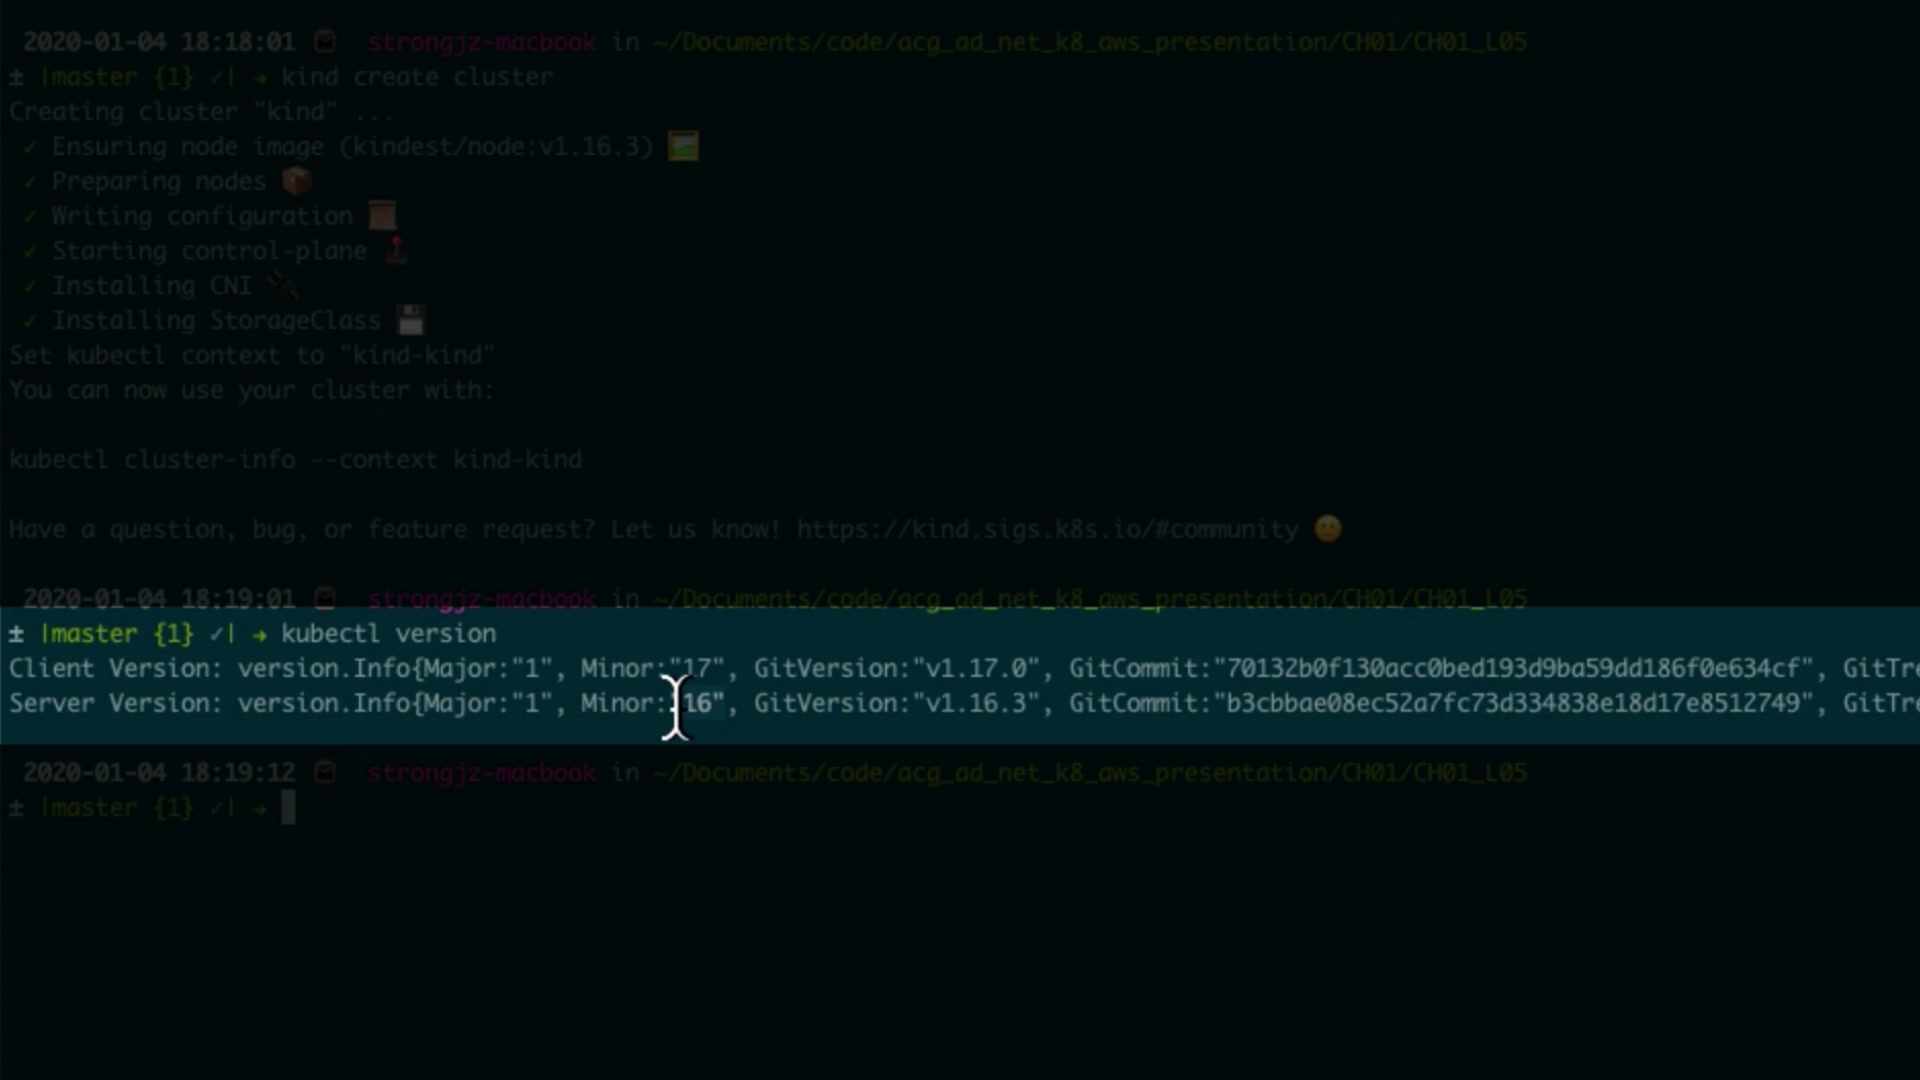 2020-01-04 18:18:01 strongjz-macbook in ~/Documents/code/acg_ad_net_k8_aws_presentation/CH01/CH01_L05
± |master {1} ✓| → kind create cluster
Creating cluster "kind" ...
✓ Ensuring node image (kindest/node:v1.16.3) 🖼
✓ Preparing nodes 📦
✓ Writing configuration 📜
✓ Starting control-plane 🕹
✓ Installing CNI 🔌
✓ Installing StorageClass 💾
Set kubectl context to "kind-kind"
You can now use your cluster with:
kubectl cluster-info --context kind-kind
Have a question, bug, or feature request? Let us know! https://kind.sigs.k8s.io/#community 🙂
2020-01-04 18:19:01 strongjz-macbook in ~/Documents/code/acg_ad_net_k8_aws_presentation/CH01/CH01_L05
± |master {1} ✓| → kubectl version
Client Version: version.Info{Major:"1", Minor:"17", GitVersion:"v1.17.0", GitCommit:"70132b0f130acc0bed193d9ba59dd186f0e634cf", GitTre
Server Version: version.Info{Major:"1", Minor:"16", GitVersion:"v1.16.3", GitCommit:"b3cbbae08ec52a7fc73d334838e18d17e8512749", GitTre
2020-01-04 18:19:12 strongjz-macbook in ~/Documents/code/acg_ad_net_k8_aws_presentation/CH01/CH01_L05
± |master {1} ✓| →